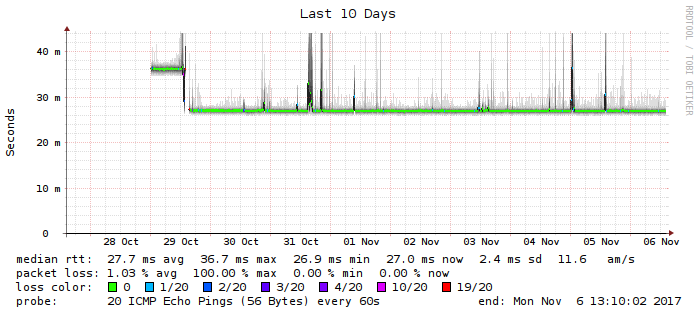 Last 10 Days
RRDTOOL / TOBI OETIKER
Seconds
40 m
30 m
20 m
10 m
0
28 Oct 29 Oct 30 Oct 31 Oct 01 Nov 02 Nov 03 Nov 04 Nov 05 Nov 06 Nov
median rtt: 27.7 ms avg 36.7 ms max 26.9 ms min 27.0 ms now 2.4 ms sd 11.6 am/s
packet loss: 1.03 % avg 100.00 % max 0.00 % min 0.00 % now
loss color: 0 1/20 2/20 3/20 4/20 10/20 19/20
probe: 20 ICMP Echo Pings (56 Bytes) every 60s end: Mon Nov 6 13:10:02 2017